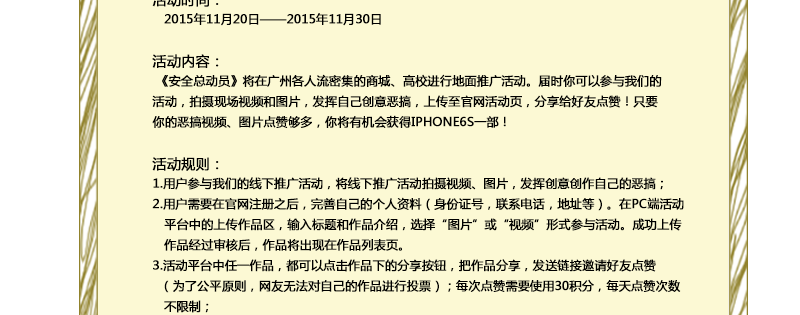 活动时间：
2015年11月20日——2015年11月30日
活动内容：
《安全总动员》将在广州各人流密集的商城、高校进行地面推广活动。届时你可以参与我们的
活动，拍摄现场视频和图片，发挥自己创意恶搞，上传至官网活动页，分享给好友点赞！只要
你的恶搞视频、图片点赞够多，你将有机会获得IPHONE6S一部！
活动规则：
1.用户参与我们的线下推广活动，将线下推广活动拍摄视频、图片，发挥创意创作自己的恶搞；
2.用户需要在官网注册之后，完善自己的个人资料（身份证号，联系电话，地址等）。在PC端活动
平台中的上传作品区，输入标题和作品介绍，选择“图片”或“视频”形式参与活动。成功上传
作品经过审核后，作品将出现在作品列表页。
3.活动平台中任一作品，都可以点击作品下的分享按钮，把作品分享，发送链接邀请好友点赞
（为了公平原则，网友无法对自己的作品进行投票）；每次点赞需要使用30积分，每天点赞次数
不限制；